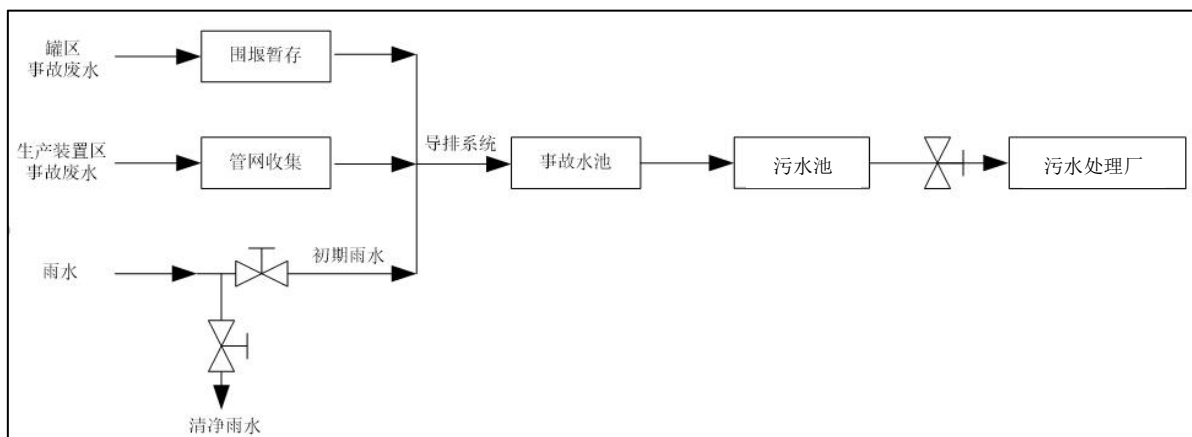 罐区
事故废水
围堰暂存
生产装置区
事故废水
管网收集
导排系统
事故水池
污水池
污水处理厂
雨水
初期雨水
清净雨水